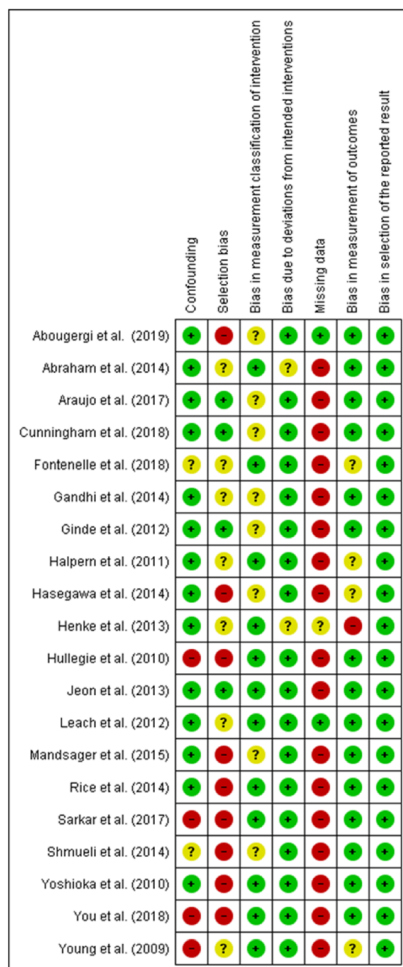 Confounding
Selection bias
Bias in measurement classification of intervention
Bias due to deviations from intended interventions
Missing data
Bias in measurement of outcomes
Bias in selection of the reported result
Abougergi et al. (2019) + - ? + + + +
Abraham et al. (2014) + ? + ? - + +
Araujo et al. (2017) + + ? + - + +
Cunningham et al. (2018) + + ? + - + +
Fontenelle et al. (2018) ? ? + + - ? +
Gandhi et al. (2014) + ? ? + - + +
Ginde et al. (2012) + + ? + - + +
Halpern et al. (2011) + ? + + - ? +
Hasegawa et al. (2014) + - ? + - ? +
Henke et al. (2013) + ? + ? ? - +
Hullegie et al. (2010) - - + + - + +
Jeon et al. (2013) + + + + - + +
Leach et al. (2012) + ? + + + + +
Mandsager et al. (2015) + - ? + - + +
Rice et al. (2014) + - + + - + +
Sarkar et al. (2017) - - + + - + +
Shmueli et al. (2014) ? - ? + - + +
Yoshioka et al. (2010) + - + + - + +
You et al. (2018) - - + + - + +
Young et al. (2009) - ? + + - ? +